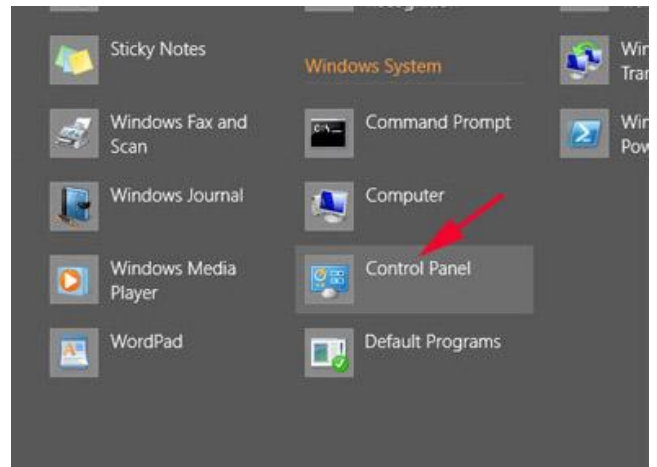 Sticky Notes
Windows Fax and
Scan
Windows Journal
Windows Media
Player
WordPad
Windows System
Command Prompt
Computer
Control Panel
Default Programs